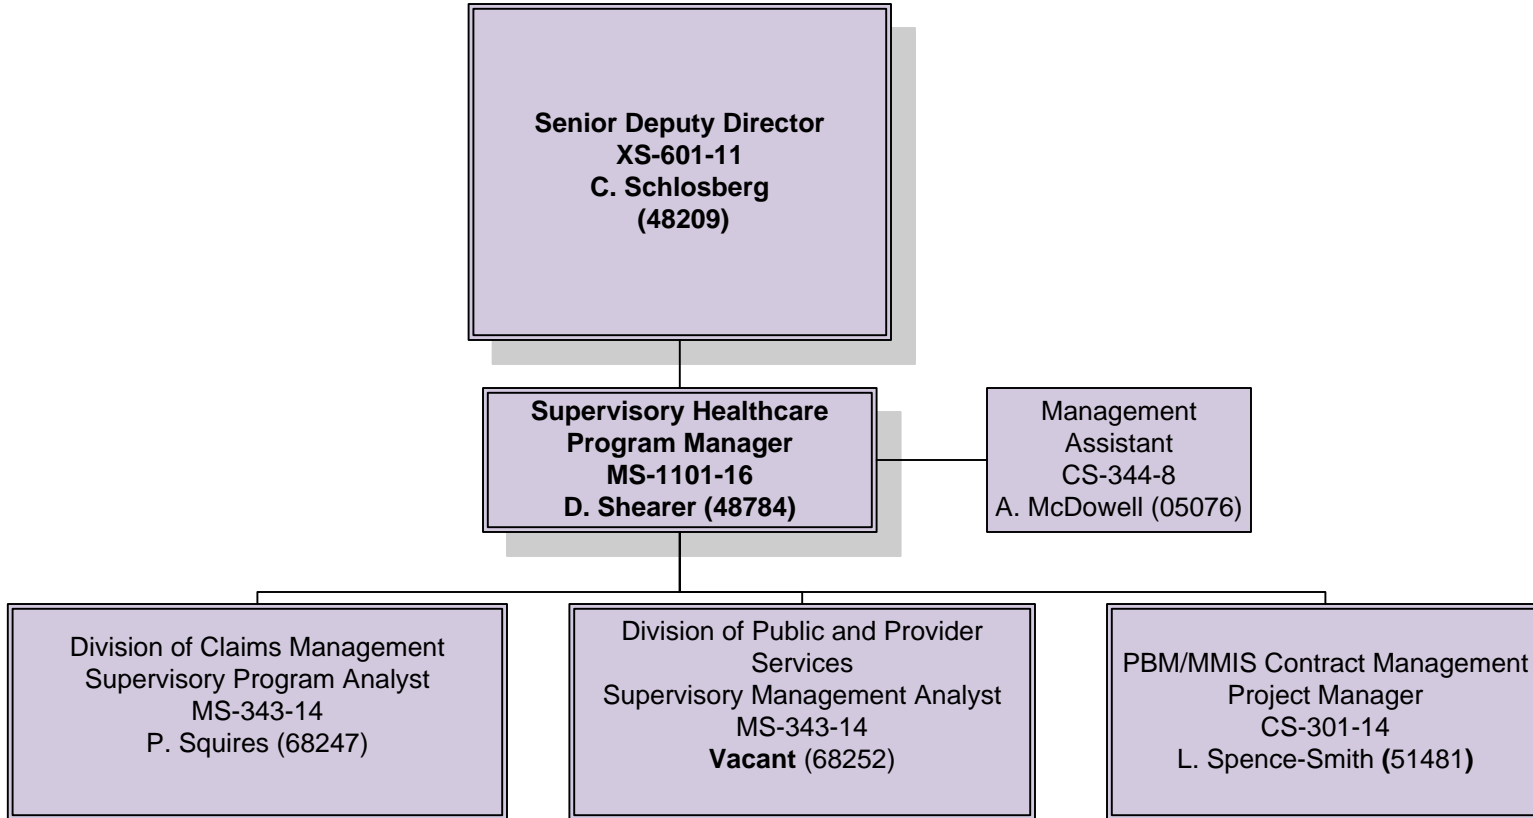 Senior Deputy Director
XS-601-11
C. Schlosberg
(48209)
Supervisory Healthcare
Program Manager
MS-1101-16
D. Shearer (48784)
Management
Assistant
CS-344-8
A. McDowell (05076)
Division of Claims Management
Supervisory Program Analyst
MS-343-14
P. Squires (68247)
Division of Public and Provider
Services
Supervisory Management Analyst
MS-343-14
Vacant (68252)
PBM/MMIS Contract Management
Project Manager
CS-301-14
L. Spence-Smith (51481)